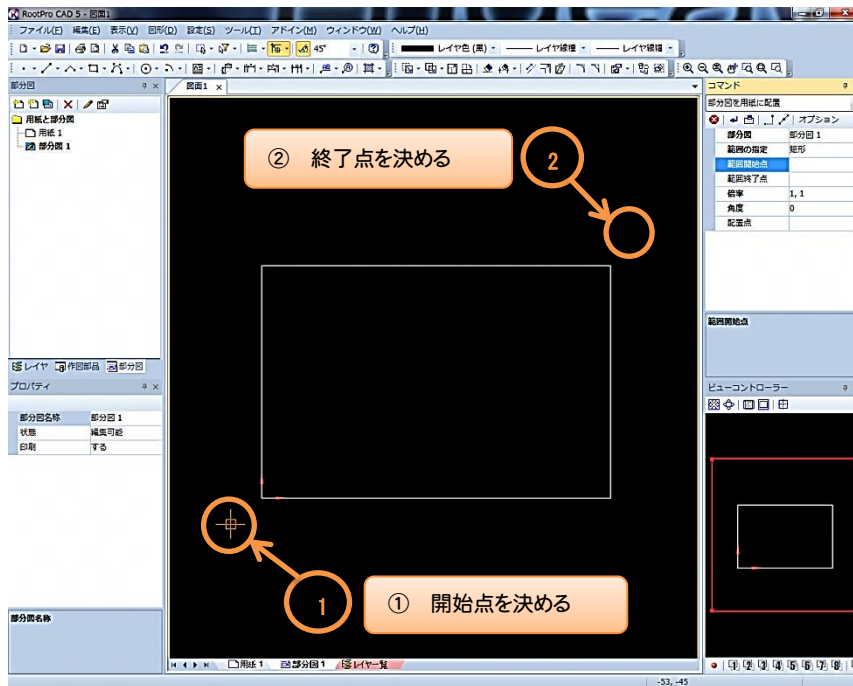 RootPro CAD 5 - 図面1
ファイル(F) 編集(E) 表示(V) 図形(D) 設定(S) ツール(T) アドイン(M) ウィンドウ(W) ヘルプ(H)
45° レイヤ色 (黒) レイヤ線種 レイヤ線幅
部分図
用紙と部分図
用紙 1
部分図 1
レイヤ 作図部品 部分図
プロパティ
部分図名称 部分図 1
状態 編集可能
印刷 する
部分図名称
図面1
② 終了点を決める
2
1
① 開始点を決める
用紙 1 部分図 1 レイヤ一覧
コマンド
部分図を用紙に配置
オプション
部分図 部分図 1
範囲の指定 矩形
範囲開始点
範囲終了点
倍率 1, 1
角度 0
配置点
範囲開始点
ビューコントローラー
1 2 3 4 5 6 7 8
-53, -45